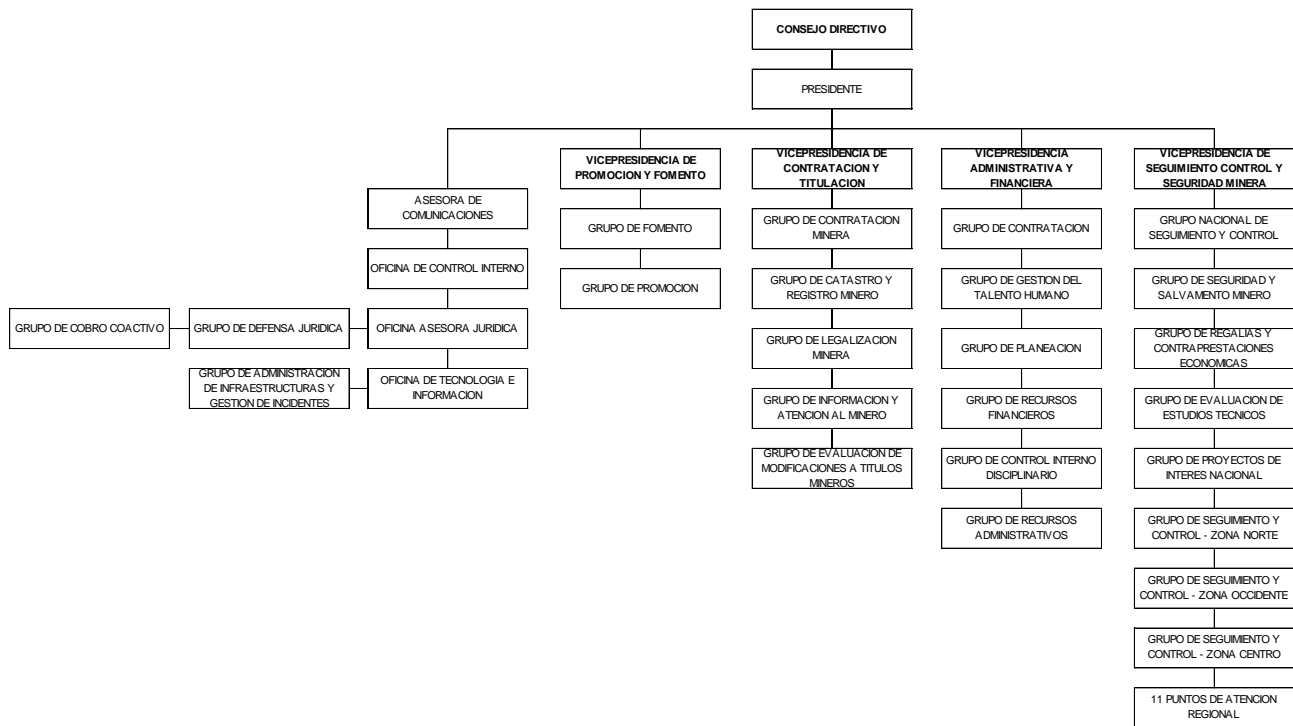 CONSEJO DIRECTIVO
PRESIDENTE
ASESORA DE
COMUNICACIONES
OFICINA DE CONTROL INTERNO
GRUPO DE COBRO COACTIVO
GRUPO DE DEFENSA JURIDICA
OFICINA ASESORA JURIDICA
GRUPO DE ADMINISTRACION
DE INFRAESTRUCTURAS Y
GESTION DE INCIDENTES
OFICINA DE TECNOLOGIA E
INFORMACION
VICEPRESIDENCIA DE
PROMOCION Y FOMENTO
GRUPO DE FOMENTO
GRUPO DE PROMOCION
VICEPRESIDENCIA DE
CONTRATACION Y
TITULACION
GRUPO DE CONTRATACION
MINERA
GRUPO DE CATASTRO Y
REGISTRO MINERO
GRUPO DE LEGALIZACION
MINERA
GRUPO DE INFORMACION Y
ATENCION AL MINERO
GRUPO DE EVALUACION DE
MODIFICACIONES A TITULOS
MINEROS
VICEPRESIDENCIA
ADMINISTRATIVA Y
FINANCIERA
GRUPO DE CONTRATACION
GRUPO DE GESTION DEL
TALENTO HUMANO
GRUPO DE PLANEACION
GRUPO DE RECURSOS
FINANCIEROS
GRUPO DE CONTROL INTERNO
DISCIPLINARIO
GRUPO DE RECURSOS
ADMINISTRATIVOS
VICEPRESIDENCIA DE
SEGUIMIENTO CONTROL Y
SEGURIDAD MINERA
GRUPO NACIONAL DE
SEGUIMIENTO Y CONTROL
GRUPO DE SEGURIDAD Y
SALVAMENTO MINERO
GRUPO DE REGALIAS Y
CONTRAPRESTACIONES
ECONOMICAS
GRUPO DE EVALUACION DE
ESTUDIOS TECNICOS
GRUPO DE PROYECTOS DE
INTERES NACIONAL
GRUPO DE SEGUIMIENTO Y
CONTROL - ZONA NORTE
GRUPO DE SEGUIMIENTO Y
CONTROL - ZONA OCCIDENTE
GRUPO DE SEGUIMIENTO Y
CONTROL - ZONA CENTRO
11 PUNTOS DE ATENCION
REGIONAL